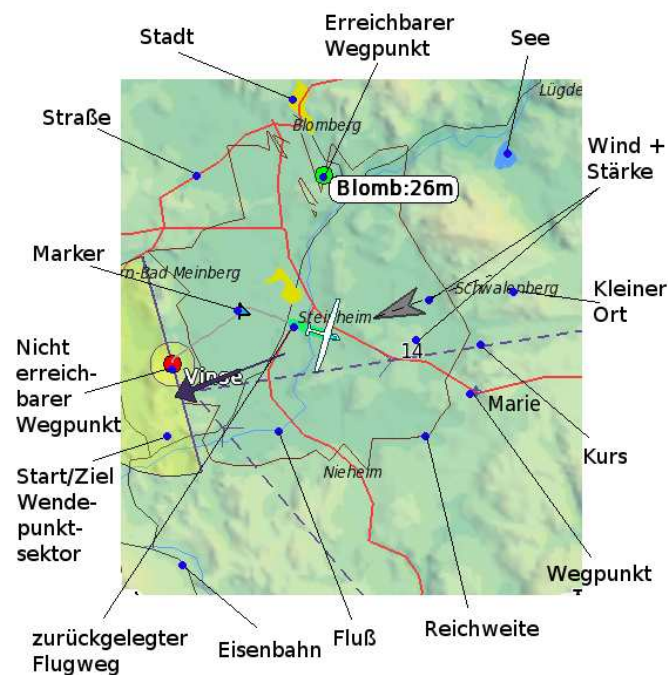 Stadt
Erreichbarer
Wegpunkt
See
Lügde
Straße
Blomberg
Wind +
Stärke
Blomb:26m
Marker
rn-Bad Meinberg
Schwalenberg
Kleiner
Ort
Steinheim
14
Nicht
erreich-
barer
Wegpunkt
Marie
Kurs
Start/Ziel
Wende-
punkt-
sektor
Nieheim
Wegpunkt
zurückgelegter
Flugweg
Eisenbahn
Fluß
Reichweite